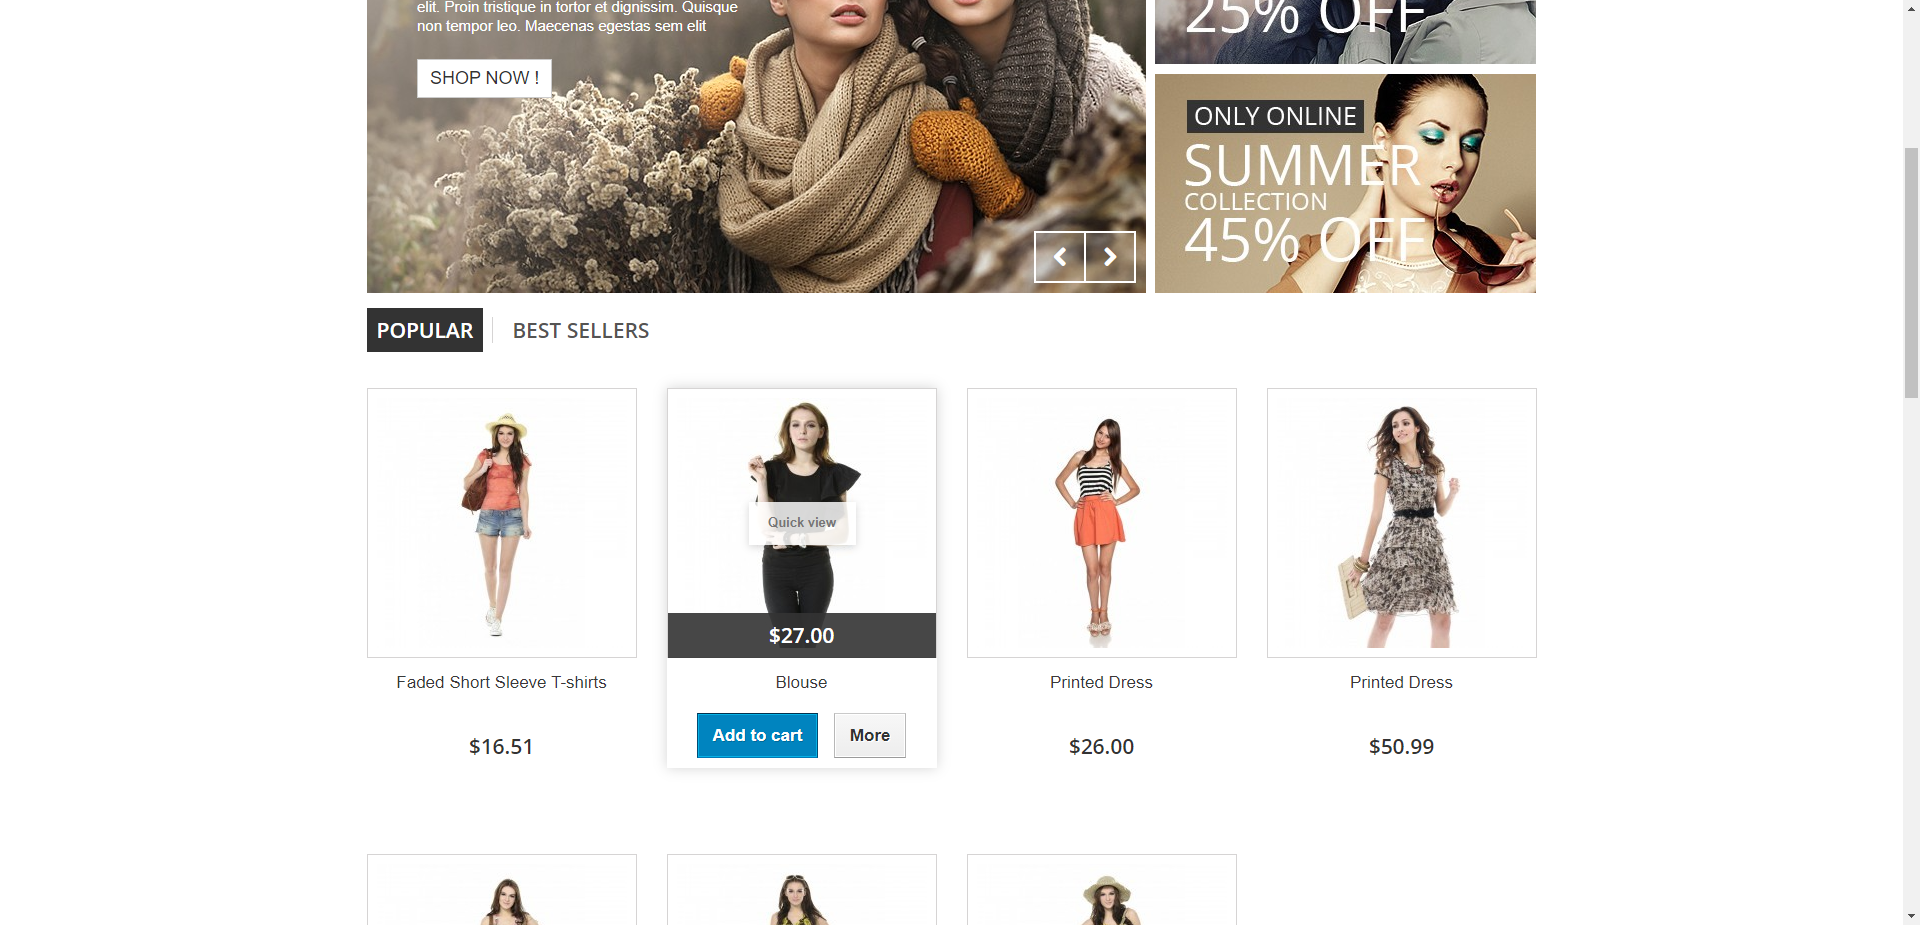 elit. Proin tristique in tortor et dignissim. Quisque
non tempor leo. Maecenas egestas sem elit
SHOP NOW !
25% OFF
ONLY ONLINE
SUMMER
COLLECTION
45% OFF
POPULAR
BEST SELLERS
Quick view
$27.00
Faded Short Sleeve T-shirts
Blouse
Printed Dress
Printed Dress
Add to cart
More
$16.51
$26.00
$50.99